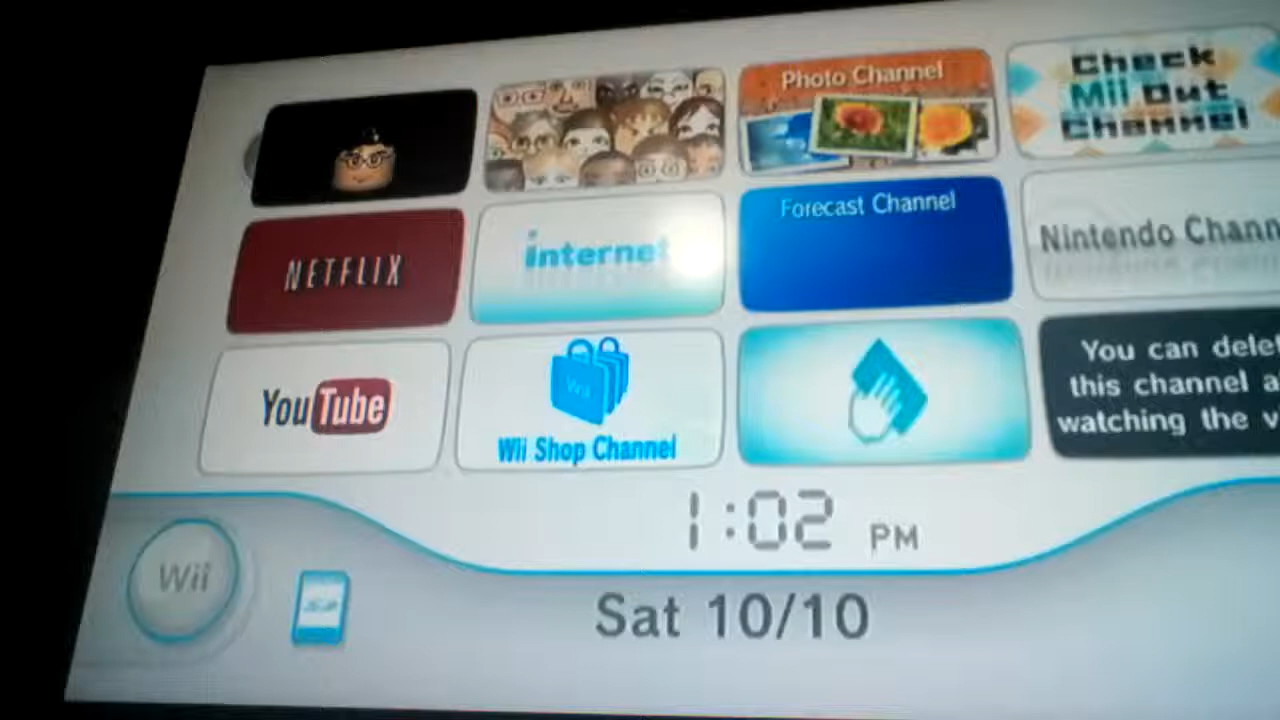 Photo Channel
Check
Mii Out
Channel
NETFLIX
internet
Forecast Channel
Nintendo Chann
YouTube
Wii
Wii Shop Channel
You can delet
this channel a
watching the v
1:02 PM
Wii
Sat 10/10